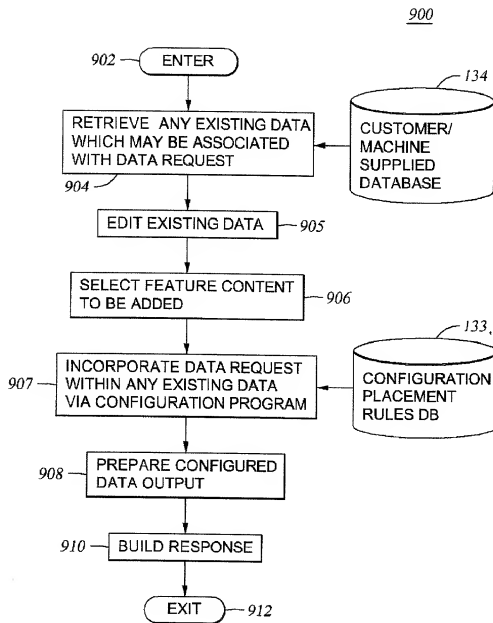 900
902
ENTER
134
RETRIEVE ANY EXISTING DATA
WHICH MAY BE ASSOCIATED
WITH DATA REQUEST
904
CUSTOMER/
MACHINE
SUPPLIED
DATABASE
EDIT EXISTING DATA
905
SELECT FEATURE CONTENT
TO BE ADDED
906
133
907
INCORPORATE DATA REQUEST
WITHIN ANY EXISTING DATA
VIA CONFIGURATION PROGRAM
CONFIGURATION
PLACEMENT
RULES DB
908
PREPARE CONFIGURED
DATA OUTPUT
910
BUILD RESPONSE
EXIT
912